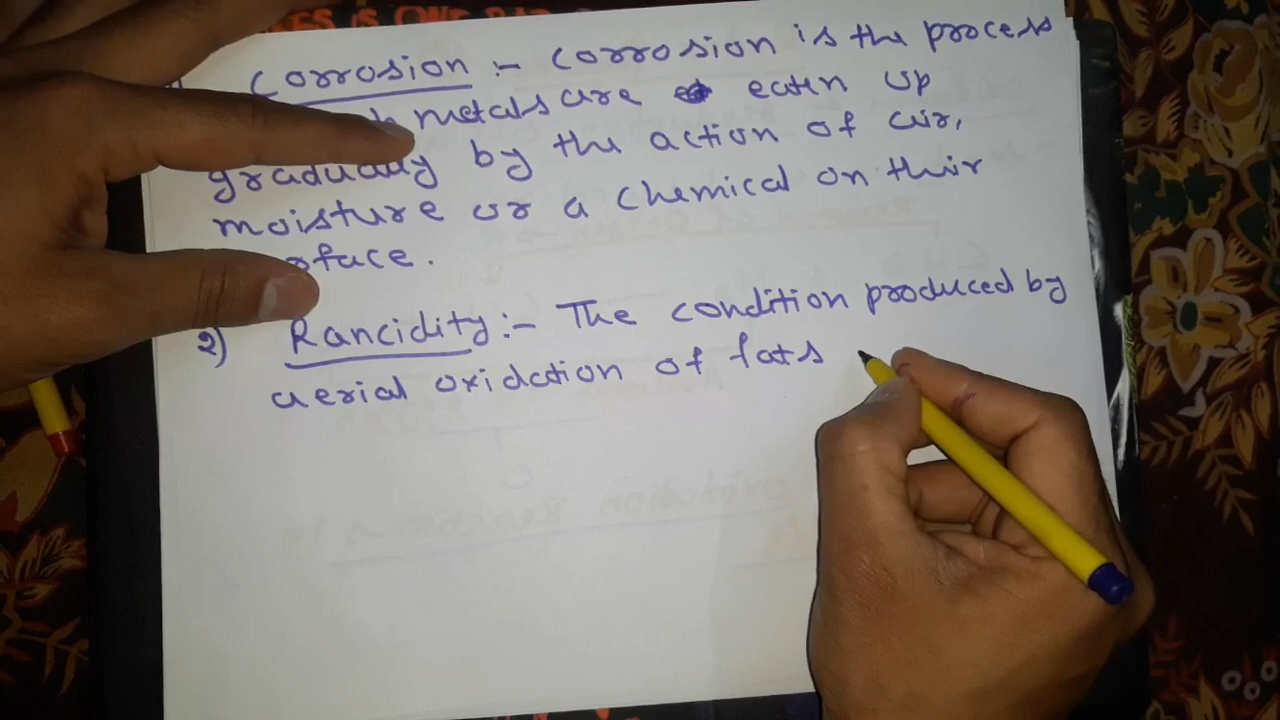 Corrosion :- Corrosion is the process
metals are eaten up
gradually by the action of air,
moisture or a chemical on their
face.
2) Rancidity :- The condition produced by
aerial oxidation of fats